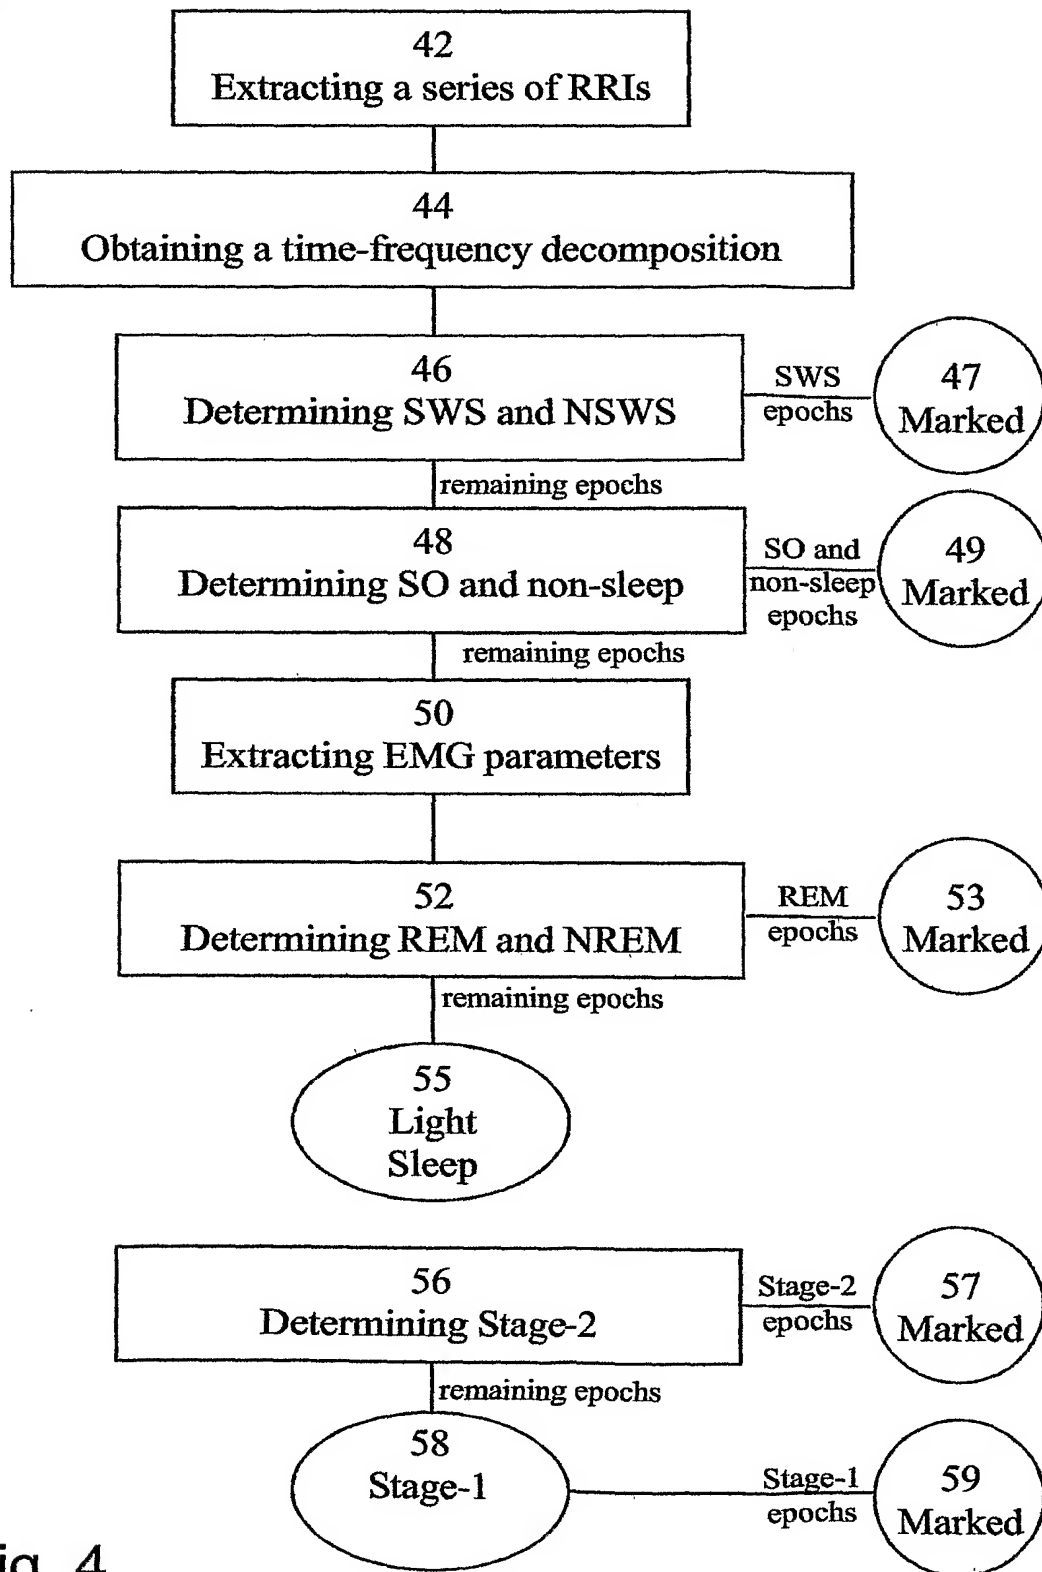 42
Extracting a series of RRIs
44
Obtaining a time-frequency decomposition
46
Determining SWS and NSWS
SWS
epochs
47
Marked
remaining epochs
48
Determining SO and non-sleep
SO and
non-sleep
epochs
49
Marked
remaining epochs
50
Extracting EMG parameters
52
Determining REM and NREM
REM
epochs
53
Marked
remaining epochs
55
Light
Sleep
56
Determining Stage-2
Stage-2
epochs
57
Marked
remaining epochs
58
Stage-1
Stage-1
epochs
59
Marked
ig. 4